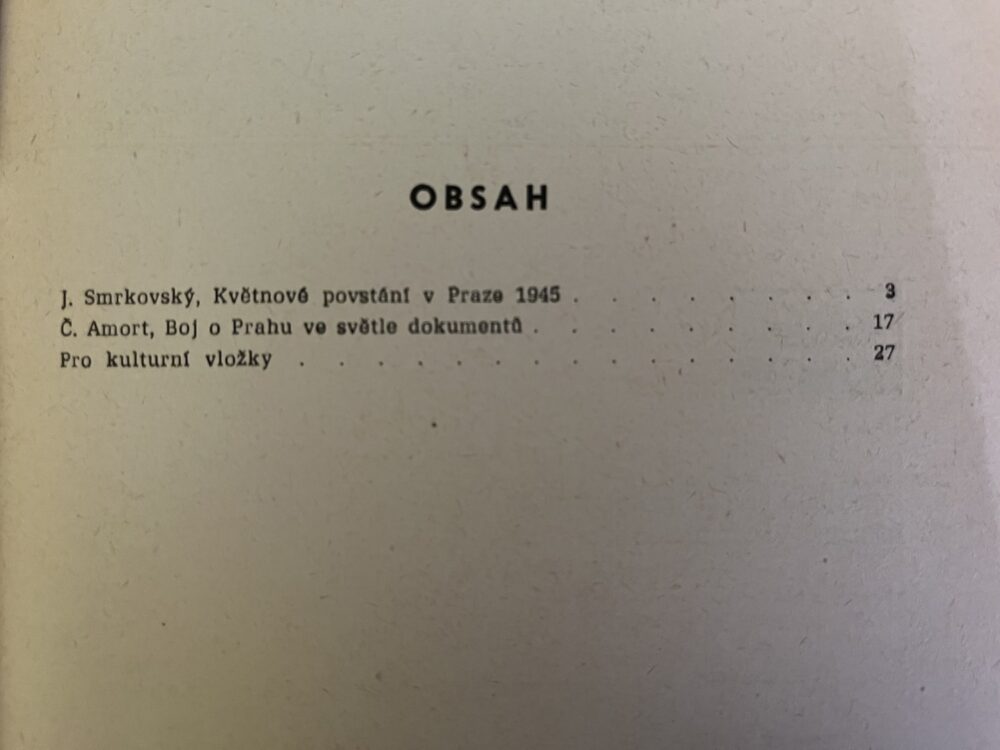 OBSAH
J. Smrkovský, Květnové povstání v Praze 1945 . . . . . . . . 3
Č. Amort, Boj o Prahu ve světle dokumentů . . . . . . . . . 17
Pro kulturní vložky . . . . . . . . . . . . . . . 27